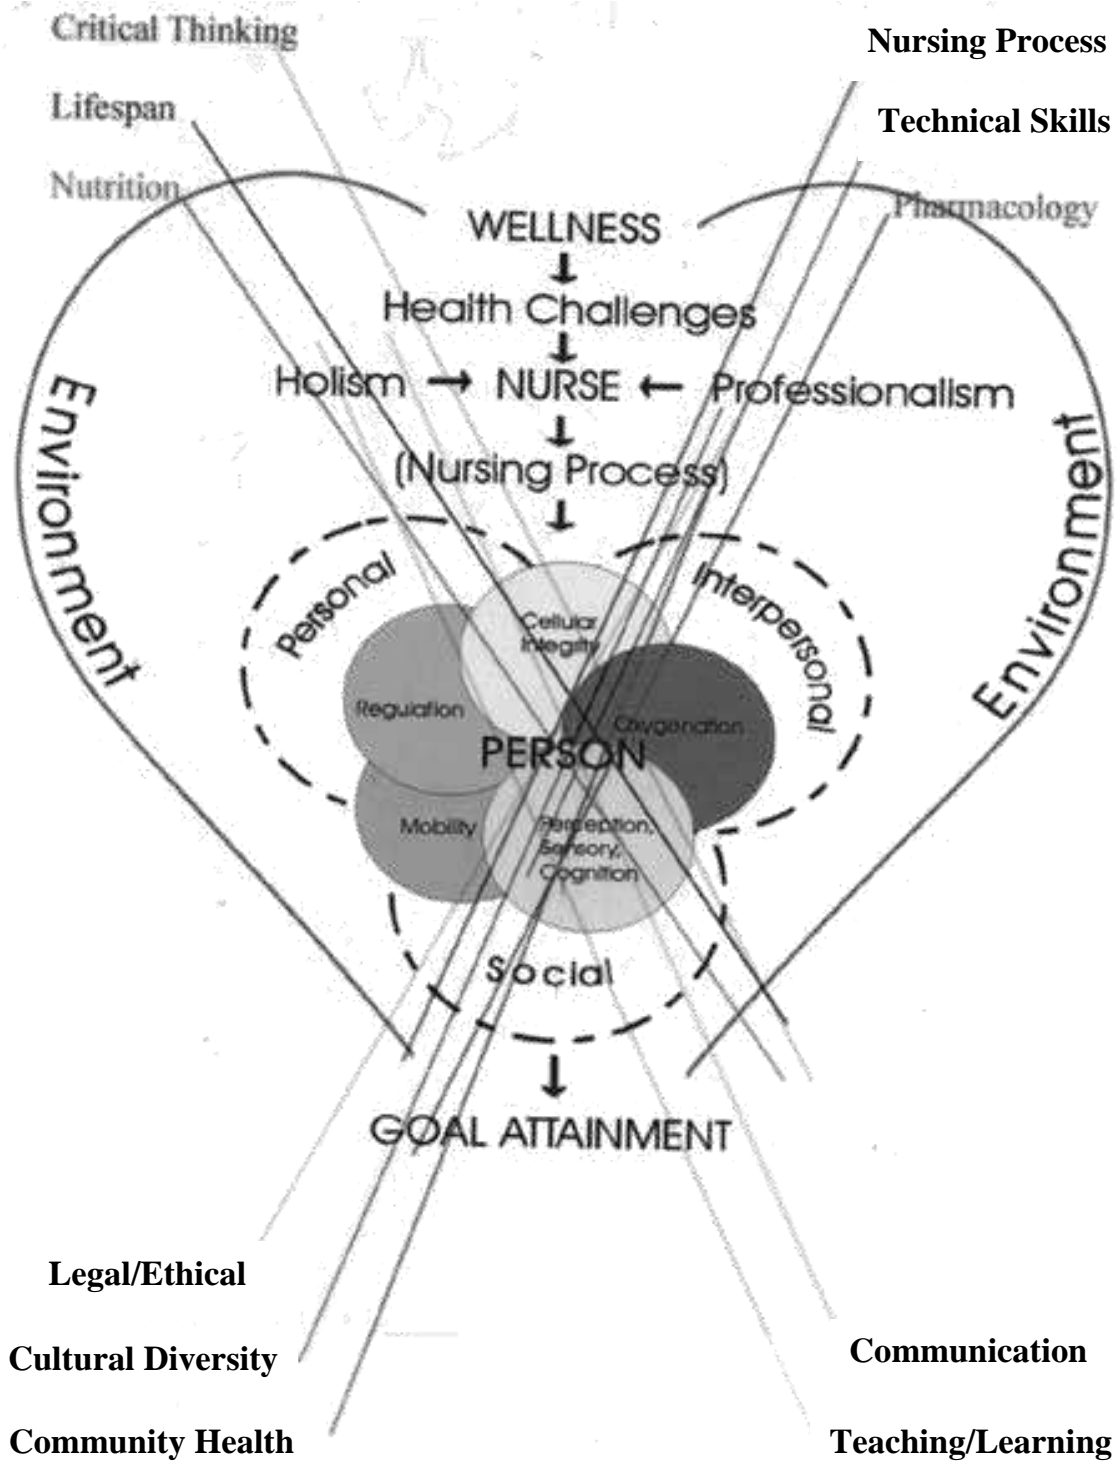 Critical Thinking
Nursing Process
Lifespan
Technical Skills
Nutrition
Pharmacology
WELLNESS
Health Challenges
Holism → NURSE ← Professionalism
(Nursing Process)
Environment
Environment
Personal
Interpersonal
Cellular
Integrity
Regulation
Oxygenation
PERSON
Mobility
Perception,
Sensory,
Cognition
Social
GOAL ATTAINMENT
Legal/Ethical
Cultural Diversity
Communication
Community Health
Teaching/Learning